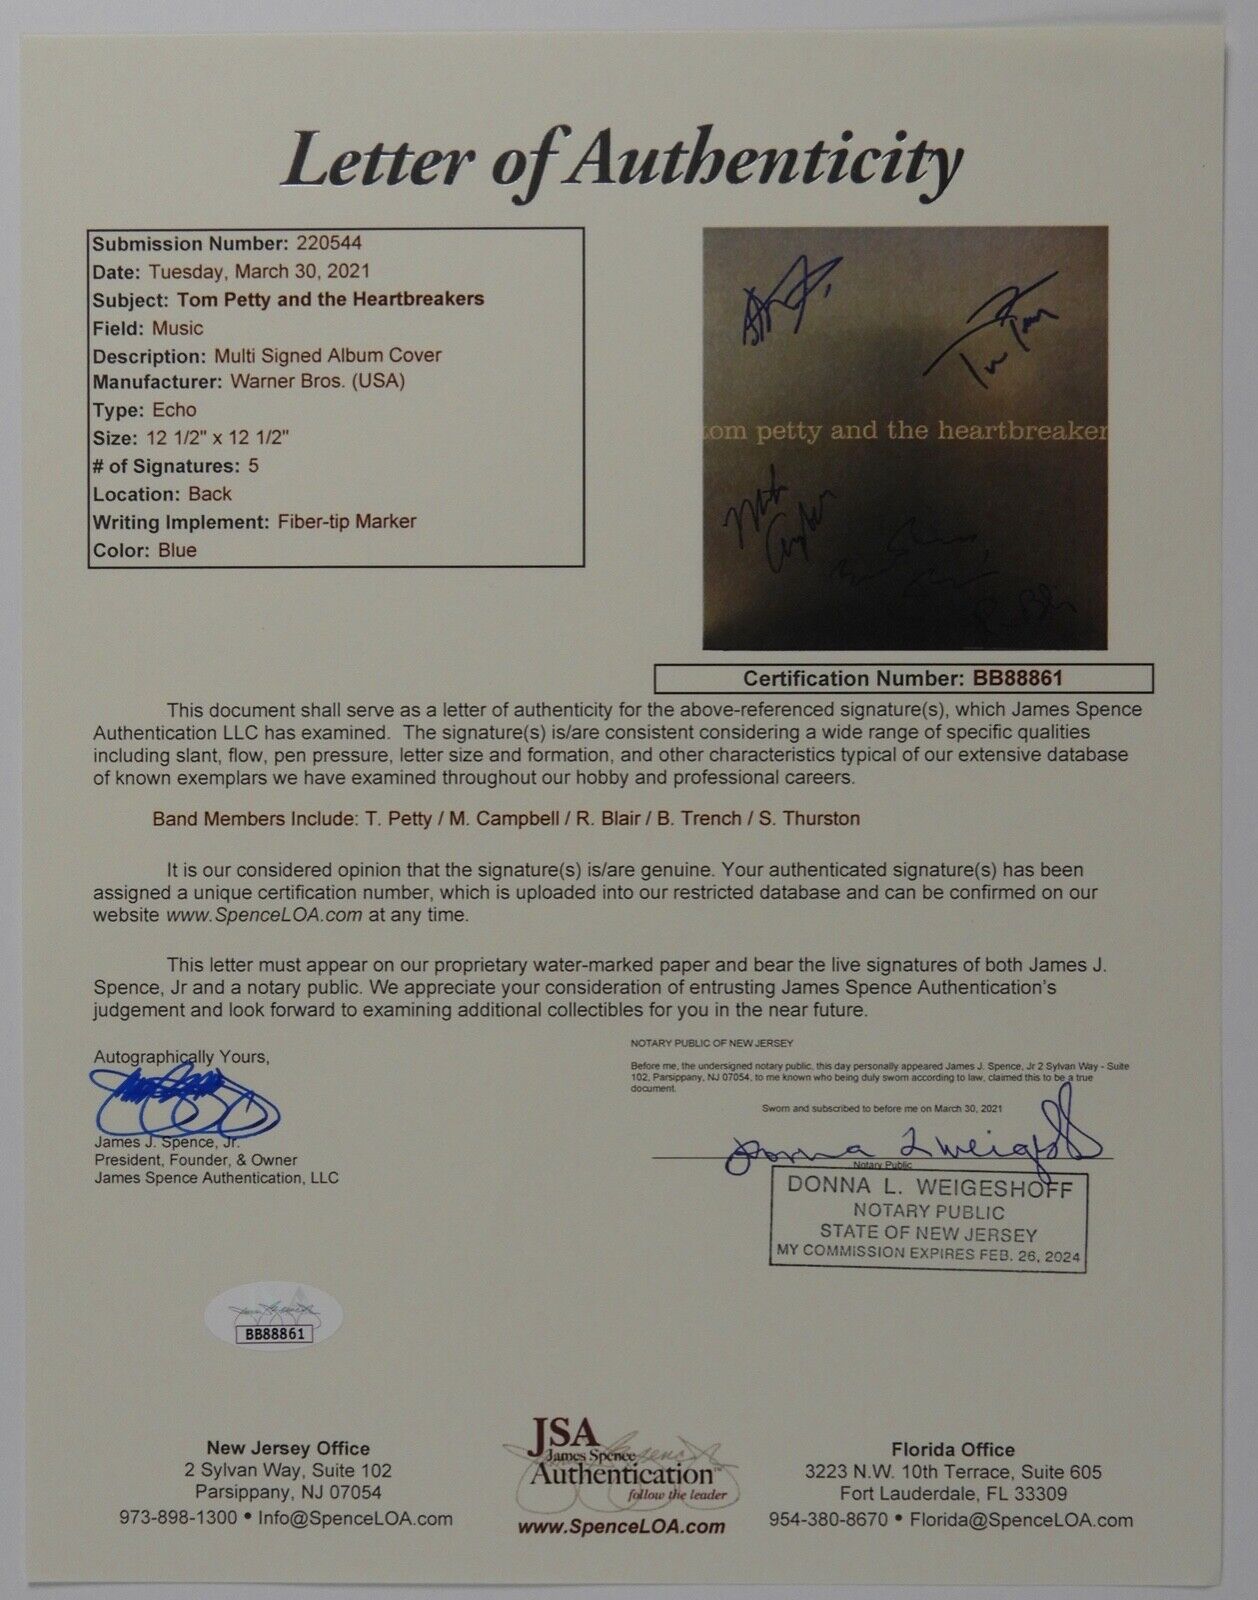 Letter of Authenticity
Submission Number: 220544
Date: Tuesday, March 30, 2021
Subject: Tom Petty and the Heartbreakers
Field: Music
Description: Multi Signed Album Cover
Manufacturer: Warner Bros. (USA)
Type: Echo
Size: 12 1/2" x 12 1/2"
# of Signatures: 5
Location: Back
Writing Implement: Fiber-tip Marker
Color: Blue
tom petty and the heartbreaker
Certification Number: BB88861
This document shall serve as a letter of authenticity for the above-referenced signature(s), which James Spence
Authentication LLC has examined. The signature(s) is/are consistent considering a wide range of specific qualities
including slant, flow, pen pressure, letter size and formation, and other characteristics typical of our extensive database
of known exemplars we have examined throughout our hobby and professional careers.
Band Members Include: T. Petty / M. Campbell / R. Blair / B. Trench / S. Thurston
It is our considered opinion that the signature(s) is/are genuine. Your authenticated signature(s) has been
assigned a unique certification number, which is uploaded into our restricted database and can be confirmed on our
website www.SpenceLOA.com at any time.
This letter must appear on our proprietary water-marked paper and bear the live signatures of both James J.
Spence, Jr and a notary public. We appreciate your consideration of entrusting James Spence Authentication's
judgement and look forward to examining additional collectibles for you in the near future.
Autographically Yours,
James J. Spence, Jr.
President, Founder, & Owner
James Spence Authentication, LLC
NOTARY PUBLIC OF NEW JERSEY
Before me, the undersigned notary public, this day personally appeared James J. Spence, Jr 2 Sylvan Way - Suite
102, Parsippany, NJ 07054, to me known who being duly sworn according to law, claimed this to be a true
document.
Sworn and subscribed to before me on March 30, 2021
Donna L Weigeshoff
Notary Public
DONNA L. WEIGESHOFF
NOTARY PUBLIC
STATE OF NEW JERSEY
MY COMMISSION EXPIRES FEB. 26, 2024
BB88861
New Jersey Office
2 Sylvan Way, Suite 102
Parsippany, NJ 07054
973-898-1300 • Info@SpenceLOA.com
JSA
James Spence
Authentication™
follow the leader
www.SpenceLOA.com
Florida Office
3223 N.W. 10th Terrace, Suite 605
Fort Lauderdale, FL 33309
954-380-8670 • Florida@SpenceLOA.com